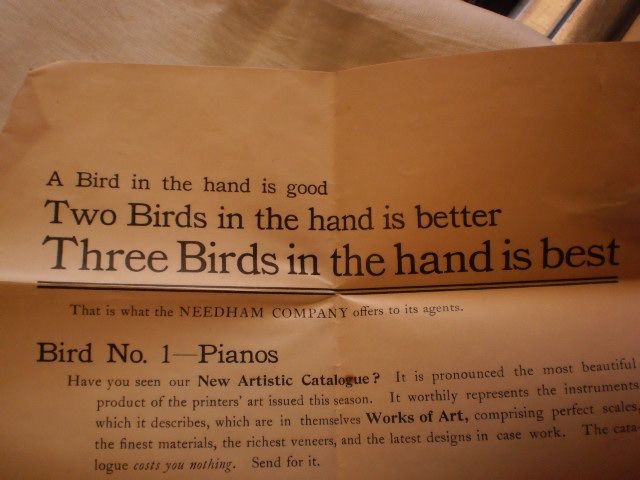 A Bird in the hand is good
Two Birds in the hand is better
Three Birds in the hand is best
That is what the NEEDHAM COMPANY offers to its agents.
Bird No. 1—Pianos
Have you seen our New Artistic Catalogue? It is pronounced the most beautiful
product of the printers' art issued this season. It worthily represents the instruments
which it describes, which are in themselves Works of Art, comprising perfect scales,
the finest materials, the richest veneers, and the latest designs in case work. The cata-
logue costs you nothing. Send for it.